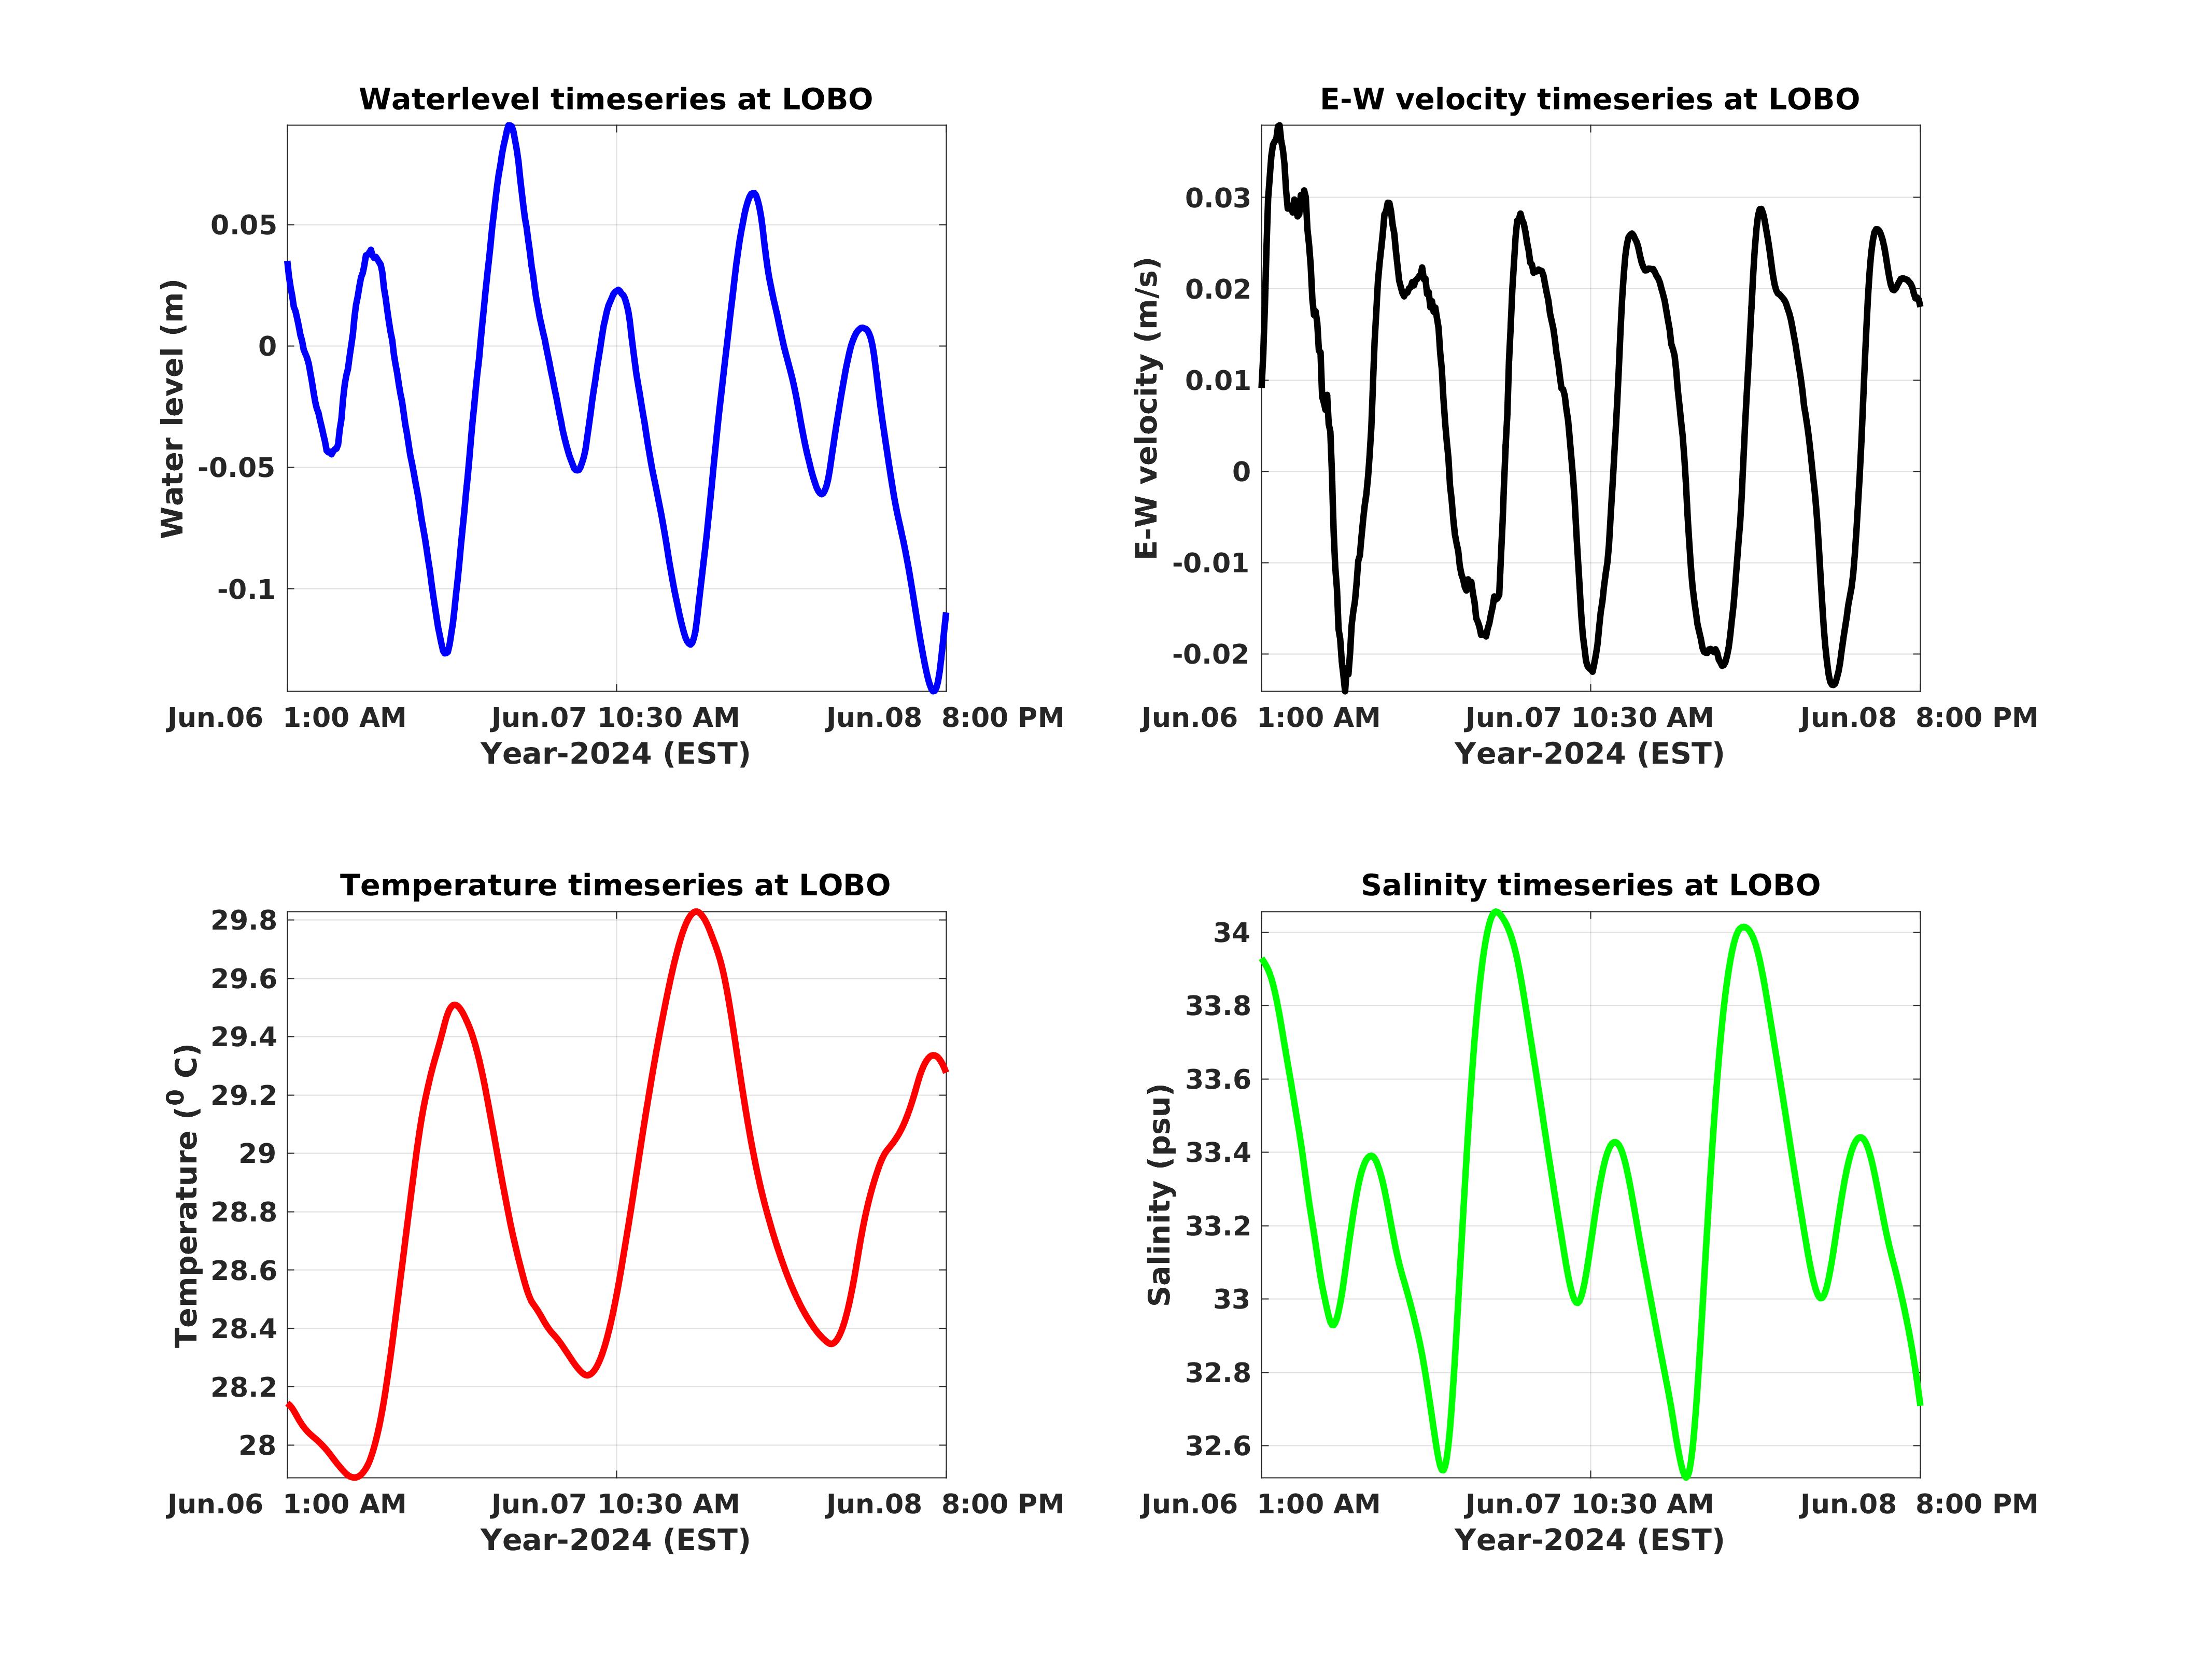 Waterlevel timeseries at LOBO
0.05
0
-0.05
-0.1
Water level (m)
Jun.06 1:00 AM
Jun.07 10:30 AM
Jun.08 8:00 PM
Year-2024 (EST)
E-W velocity timeseries at LOBO
0.03
0.02
0.01
0
-0.01
-0.02
E-W velocity (m/s)
Jun.06 1:00 AM
Jun.07 10:30 AM
Jun.08 8:00 PM
Year-2024 (EST)
Temperature timeseries at LOBO
29.8
29.6
29.4
29.2
29
28.8
28.6
28.4
28.2
28
Temperature (⁰ C)
Jun.06 1:00 AM
Jun.07 10:30 AM
Jun.08 8:00 PM
Year-2024 (EST)
Salinity timeseries at LOBO
34
33.8
33.6
33.4
33.2
33
32.8
32.6
Salinity (psu)
Jun.06 1:00 AM
Jun.07 10:30 AM
Jun.08 8:00 PM
Year-2024 (EST)